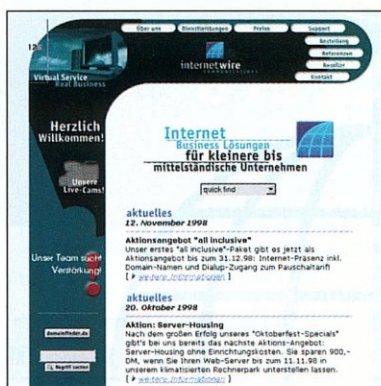 Über uns
Dienstleistungen
Preise
Support
Bestellung
Referenzen
Reseller
Kontakt
Virtual Service
Real Business
internetwire
communications
Herzlich
Willkommen!
Unsere
Live-Cams!
Unser Team sucht
Verstärkung!
domainfinder.de
Begriff suchen
Internet
Business Lösungen
für kleinere bis
mittelständische Unternehmen
quick find
aktuelles
12. November 1998
Aktionsangebot "all inclusive"
Unser erstes "all inclusive"-Paket gibt es jetzt als
Aktionsangebot bis zum 31.12.98: Internet-Präsenz inkl.
Domain-Namen und Dialup-Zugang zum Pauschaltarif!
[ weitere Informationen ]
aktuelles
20. Oktober 1998
Aktion: Server-Housing
Nach dem großen Erfolg unseres "Oktoberfest-Specials"
gibt's bei uns bereits das nächste Aktions-Angebot:
Server-Housing ohne Einrichtungskosten. Sie sparen 900,-
DM, wenn Sie Ihren Web-Server bis zum 11.11.98 in
unserem klimatisierten Rechnerpark unterstellen lassen.
[ weitere Informationen ]